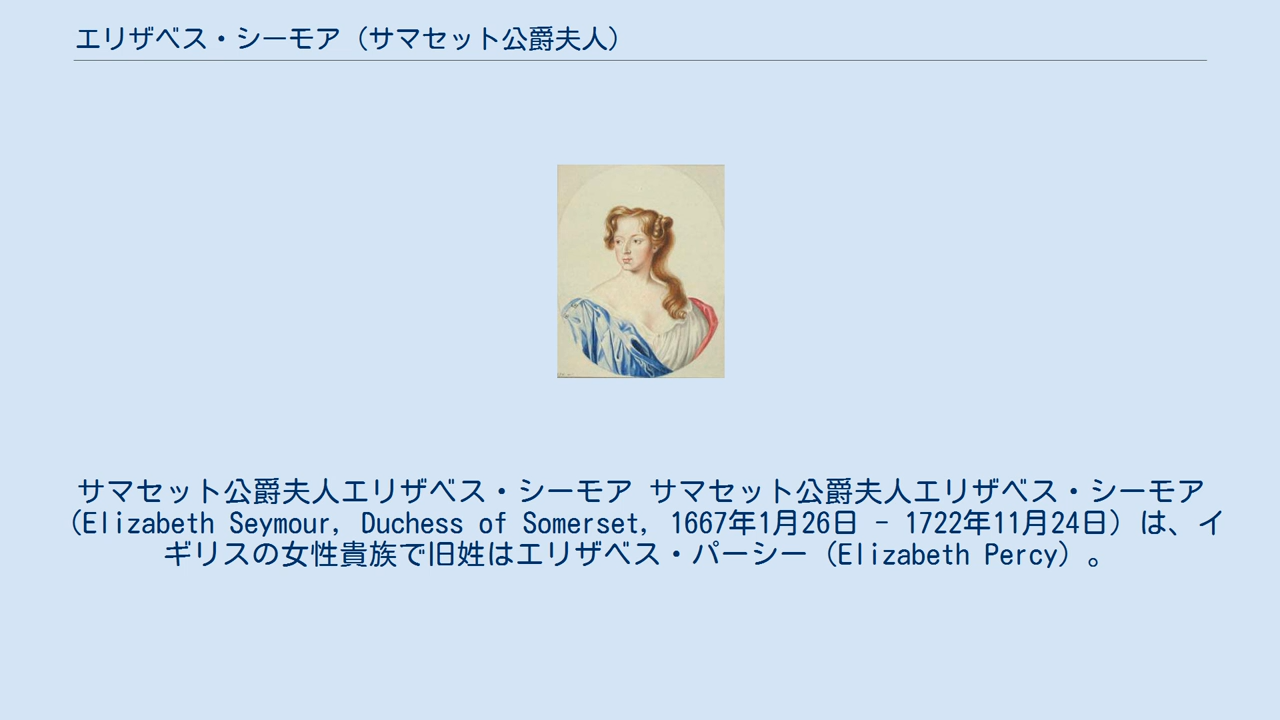 エリザベス・シーモア（サマセット公爵夫人）
サマセット公爵夫人エリザベス・シーモア サマセット公爵夫人エリザベス・シーモア
（Elizabeth Seymour, Duchess of Somerset, 1667年1月26日 - 1722年11月24日）は、イ
ギリスの女性貴族で旧姓はエリザベス・パーシー（Elizabeth Percy）。